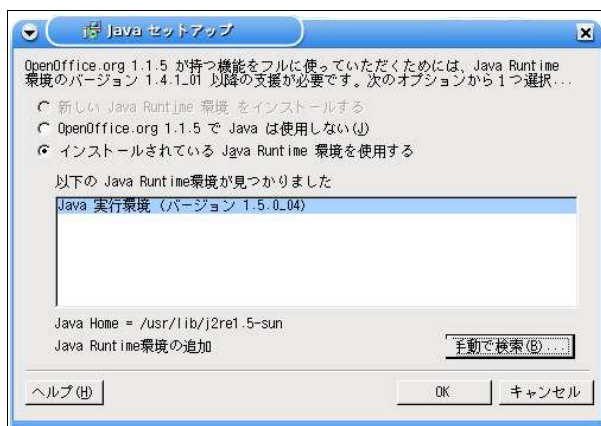 Java セットアップ
OpenOffice.org 1.1.5 が持つ機能をフルに使っていただくためには、Java Runtime
環境のバージョン 1.4.1_01 以降の支援が必要です。次のオプションから1つ選択...
新しい Java Runtime 環境 をインストールする
OpenOffice.org 1.1.5 で Java は使用しない(J)
インストールされている Java Runtime 環境を使用する
以下の Java Runtime環境が見つかりました
Java 実行環境 (バージョン 1.5.0_04)
Java Home = /usr/lib/j2re1.5-sun
Java Runtime環境の追加
手動で検索(B)...
ヘルプ(H)
OK
キャンセル